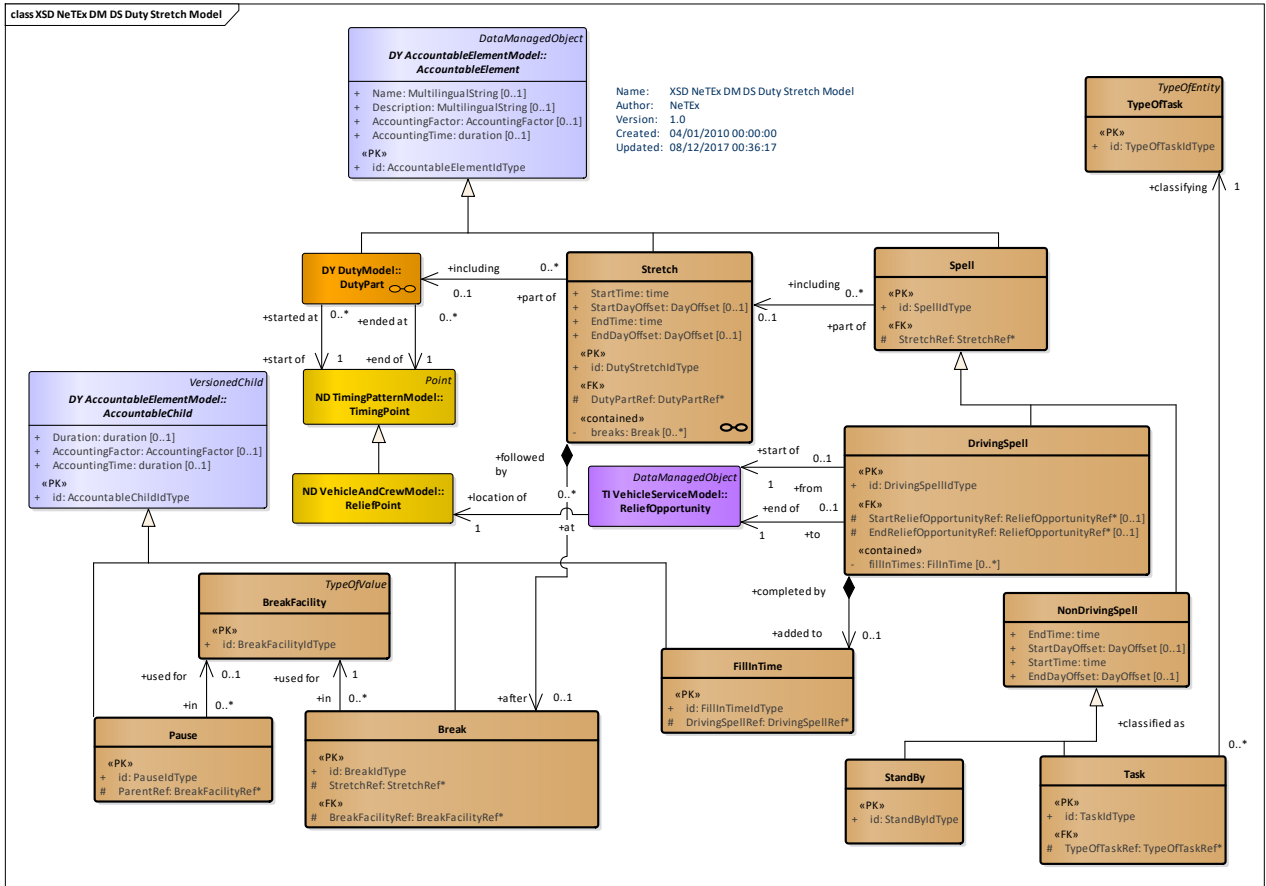 class XSD NeTEx DM DS Duty Stretch Model
DataManagedObject
DY AccountableElementModel::
AccountableElement
+ Name: MultilingualString [0..1]
+ Description: MultilingualString [0..1]
+ AccountingFactor: AccountingFactor [0..1]
+ AccountingTime: duration [0..1]
«PK»
+ id: AccountableElementIdType
Name: XSD NeTEx DM DS Duty Stretch Model
Author: NeTEx
Version: 1.0
Created: 04/01/2010 00:00:00
Updated: 08/12/2017 00:36:17
TypeOfEntity
TypeOfTask
«PK»
+ id: TypeOfTaskIdType
+classifying
1
DY DutyModel::
DutyPart
+including
0..*
0..1
+part of
Stretch
+ StartTime: time
+ StartDayOffset: DayOffset [0..1]
+ EndTime: time
+ EndDayOffset: DayOffset [0..1]
«PK»
+ id: DutyStretchIdType
«FK»
# DutyPartRef: DutyPartRef*
«contained»
- breaks: Break [0..*]
+including
0..*
0..1
+part of
Spell
«PK»
+ id: SpellIdType
«FK»
# StretchRef: StretchRef*
+started at
0..*
+ended at
0..*
+start of
1
+end of
1
VersionedChild
DY AccountableElementModel::
AccountableChild
+ Duration: duration [0..1]
+ AccountingFactor: AccountingFactor [0..1]
+ AccountingTime: duration [0..1]
«PK»
+ id: AccountableChildIdType
Point
ND TimingPatternModel::
TimingPoint
ND VehicleAndCrewModel::
ReliefPoint
+followed
by
+location of
0..*
1
+at
DataManagedObject
TI VehicleServiceModel::
ReliefOpportunity
+start of
0..1
1
+from
+end of
0..1
1
+to
DrivingSpell
«PK»
+ id: DrivingSpellIdType
«FK»
# StartReliefOpportunityRef: ReliefOpportunityRef* [0..1]
# EndReliefOpportunityRef: ReliefOpportunityRef* [0..1]
«contained»
- fillInTimes: FilInTime [0..*]
+completed by
+added to
0..1
TypeOfValue
BreakFacility
«PK»
+ id: BreakFacilityIdType
+used for
0..1
+in
0..*
+used for
1
+in
0..*
+after
0..1
FillInTime
«PK»
+ id: FillInTimeIdType
# DrivingSpellRef: DrivingSpellRef*
NonDrivingSpell
+ EndTime: time
+ StartDayOffset: DayOffset [0..1]
+ StartTime: time
+ EndDayOffset: DayOffset [0..1]
+classified as
0..*
Pause
«PK»
+ id: PauseIdType
# ParentRef: BreakFacilityRef*
Break
«PK»
+ id: BreakIdType
# StretchRef: StretchRef*
«FK»
# BreakFacilityRef: BreakFacilityRef*
StandBy
«PK»
+ id: StandByIdType
Task
«PK»
+ id: TaskIdType
«FK»
# TypeOfTaskRef: TypeOfTaskRef*